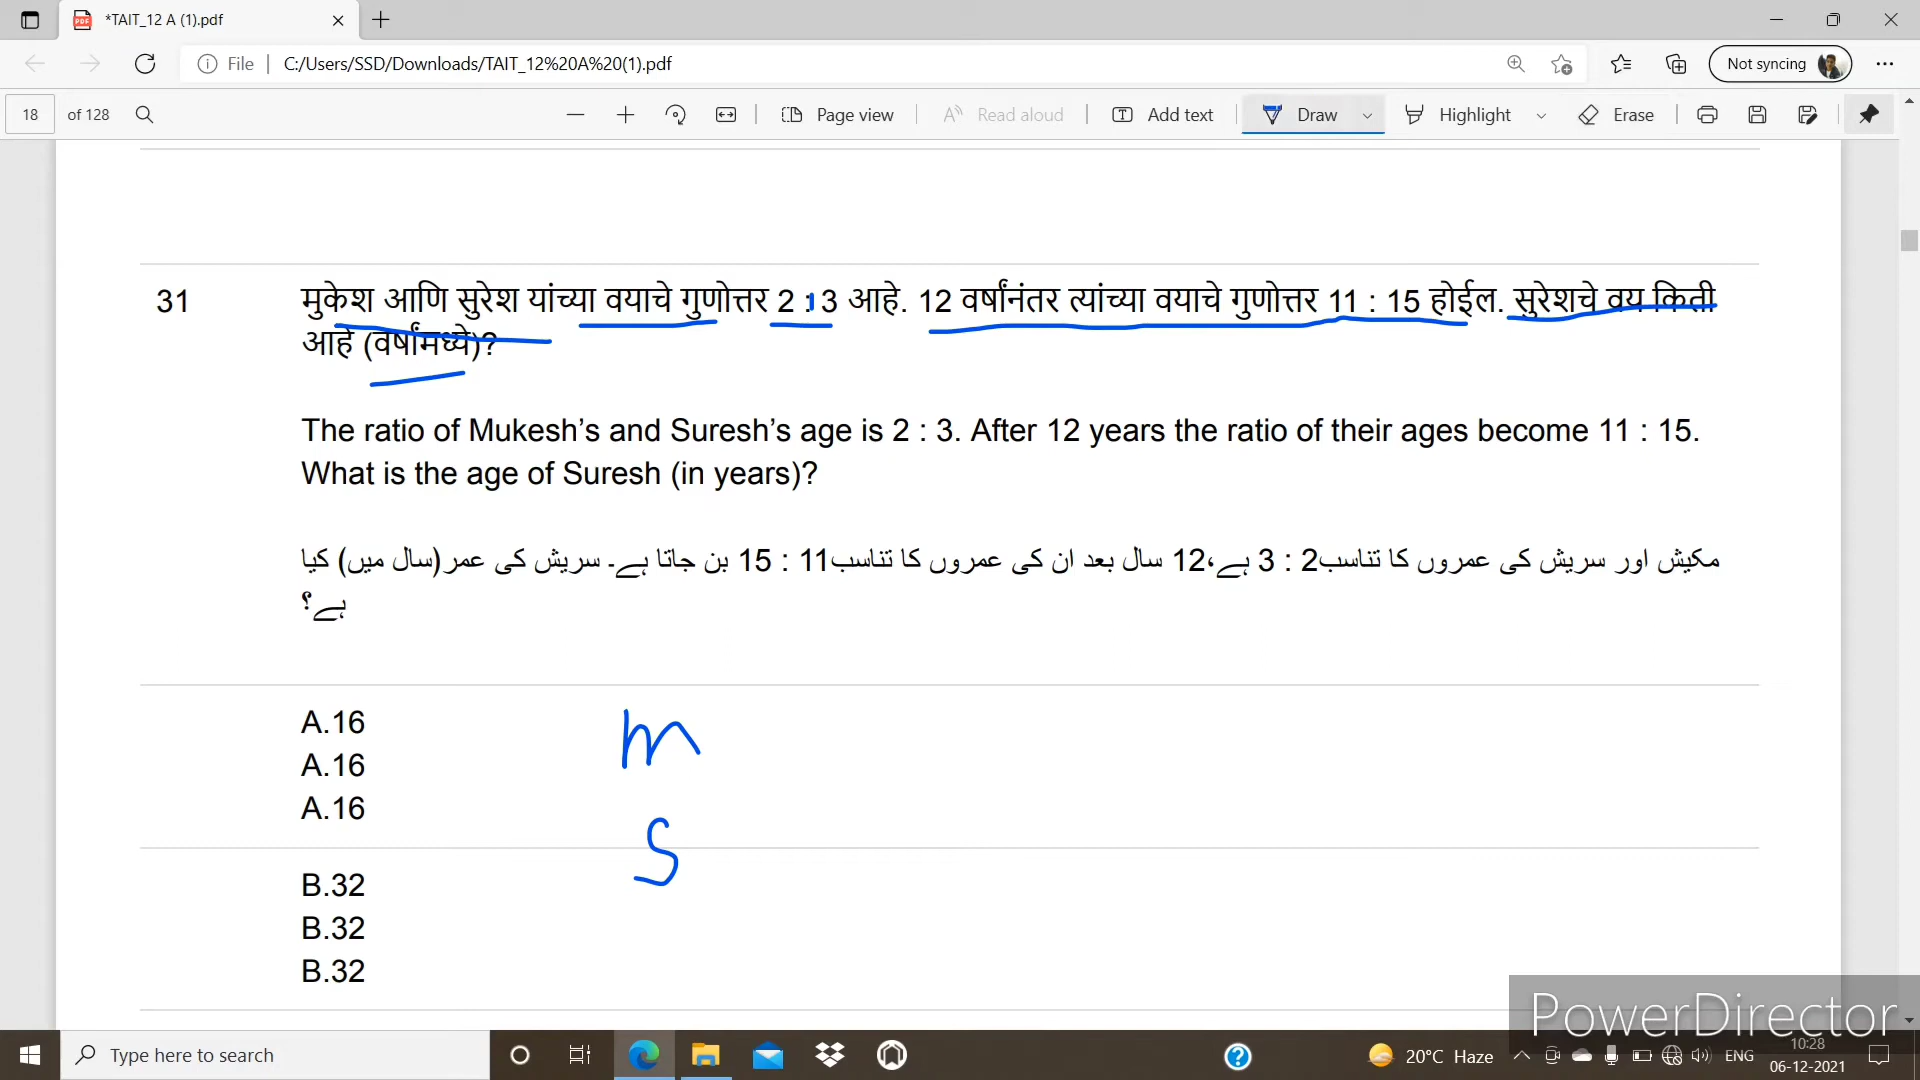 *TAIT_12 A (1).pdf
File
C:/Users/SSD/Downloads/TAIT_12%20A%20(1).pdf
Not syncing
18 of 128
Page view
Read aloud
Add text
Draw
Highlight
Erase
31
मुकेश आणि सुरेश यांच्या वयाचे गुणोत्तर 2 : 3 आहे. 12 वर्षांनंतर त्यांच्या वयाचे गुणोत्तर 11 : 15 होईल. सुरेशचे वय किती
आहे (वर्षांमध्ये)?
The ratio of Mukesh’s and Suresh’s age is 2 : 3. After 12 years the ratio of their ages become 11 : 15.
What is the age of Suresh (in years)?
مکیش اور سریش کی عمروں کا تناسب2 : 3 ہے،12 سال بعد ان کی عمروں کا تناسب11 : 15 بن جاتا ہے۔ سریش کی عمر(سال میں) کیا
ہے؟
A.16
A.16
A.16
m
S
B.32
B.32
B.32
PowerDirector
Type here to search
20°C Haze
ENG
10:28
06-12-2021